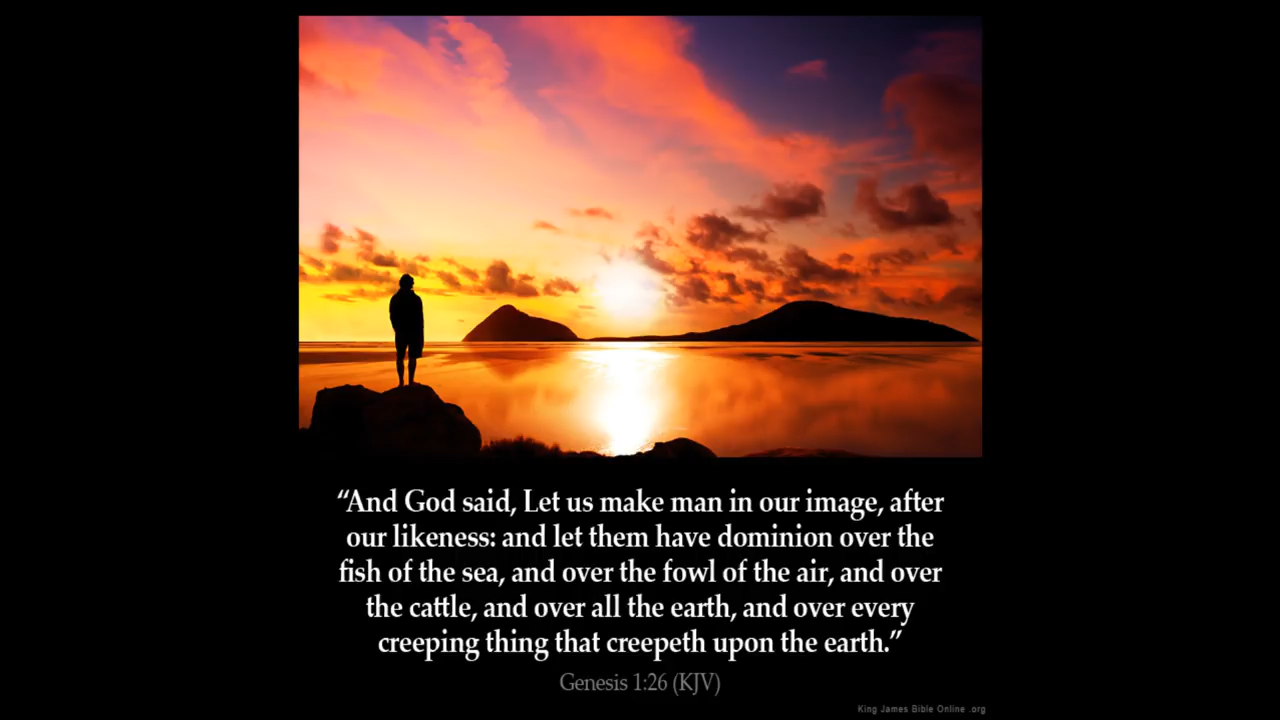 “And God said, Let us make man in our image, after
our likeness: and let them have dominion over the
fish of the sea, and over the fowl of the air, and over
the cattle, and over all the earth, and over every
creeping thing that creepeth upon the earth.”
Genesis 1:26 (KJV)
King James Bible Online .org